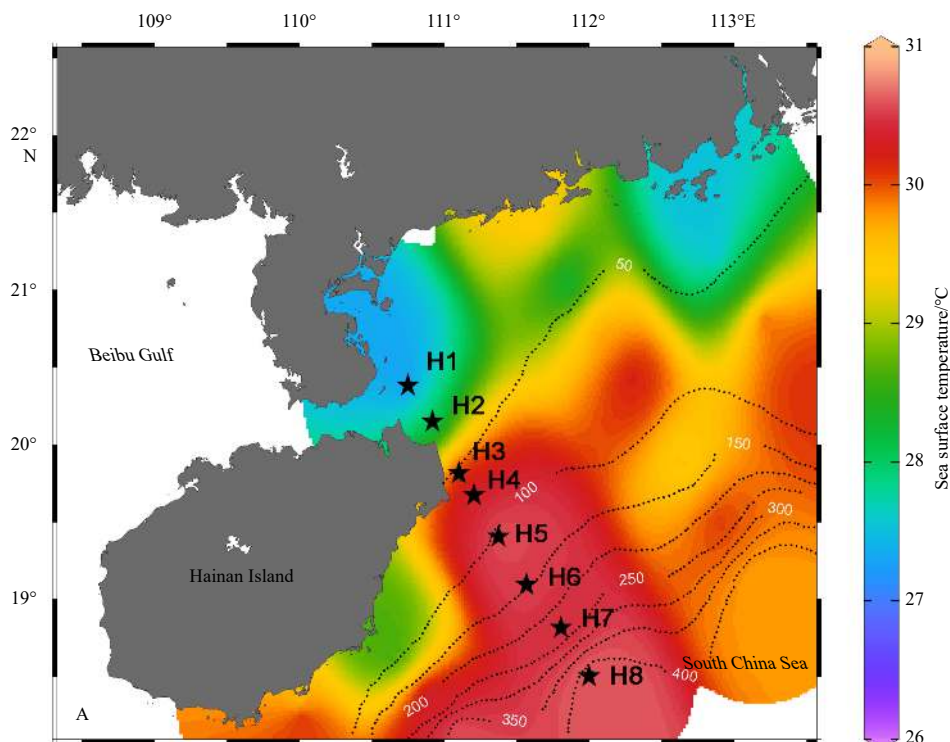 109°
110°
111°
112°
113°E
31
22°
N
30
50
21°
29
Beibu Gulf
H1
H2
20°
150
28
H3
H4
100
300
H5
Hainan Island
H6
250
19°
27
H7
South China Sea
H8
400
A
200
350
26
Sea surface temperature/°C